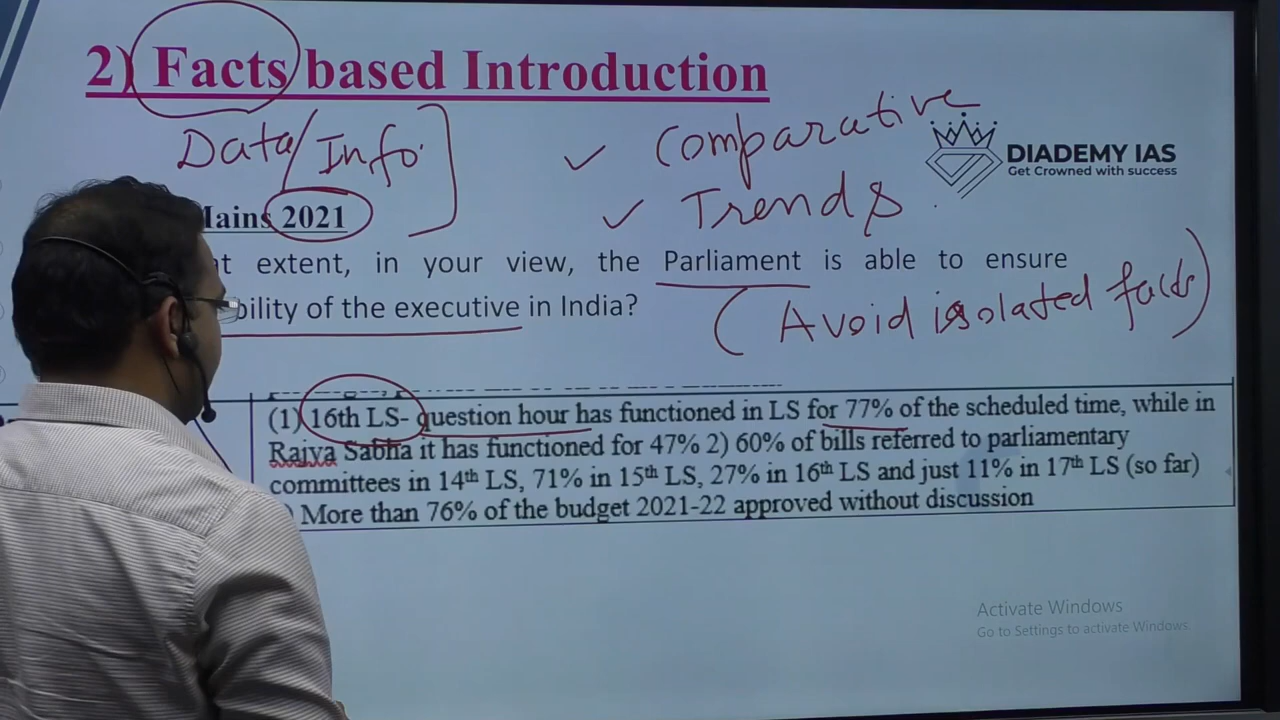 2) Facts based Introduction
Data/Info.
✓ Comparative
DIADEMY IAS
Get Crowned with success
Mains 2021
✓ Trends
extent, in your view, the Parliament is able to ensure
of the executive in India?
(Avoid isolated facts)
(1) 16th LS- question hour has functioned in LS for 77% of the scheduled time, while in
Rajya Sabha it has functioned for 47% 2) 60% of bills referred to parliamentary
committees in 14th LS, 71% in 15th LS, 27% in 16th LS and just 11% in 17th LS (so far)
) More than 76% of the budget 2021-22 approved without discussion
Activate Windows
Go to Settings to activate Windows.